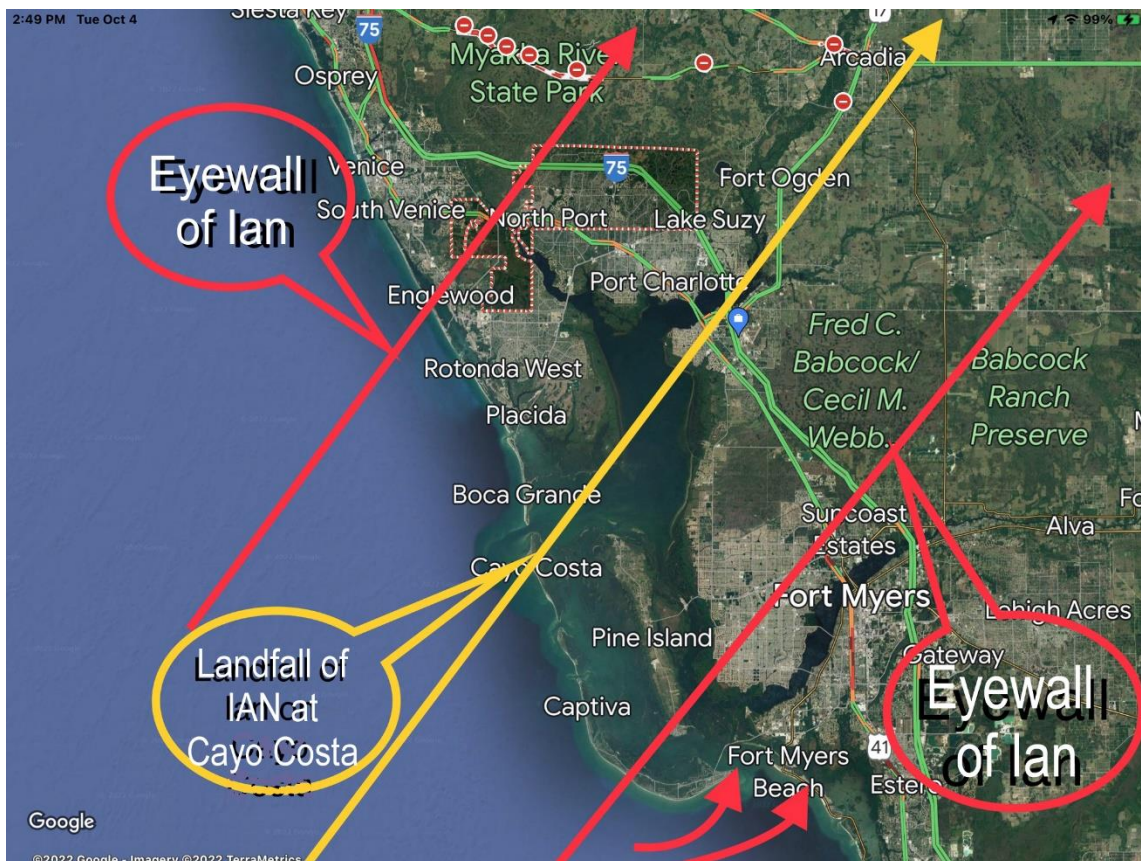 2:49 PM Tue Oct 4
99%
Siesta Key
17
75
Myakka River
State Park
Arcadia
Osprey
Eyewall
of Ian
Venice
75
Fort Ogden
South Venice
North Port
Lake Suzy
Port Charlotte
Englewood
Fred C.
Babcock/
Cecil M.
Webb...
Babcock
Ranch
Preserve
Rotonda West
Placida
Boca Grande
Suncoast
Estates
Alva
Cayo Costa
Fort Myers
Lehigh Acres
Pine Island
Landfall of
IAN at
Cayo Costa
Gateway
Eyewall
of Ian
Captiva
Fort Myers
Beach
41
Estero
Google
©2022 Google - Imagery ©2022 TerraMetrics